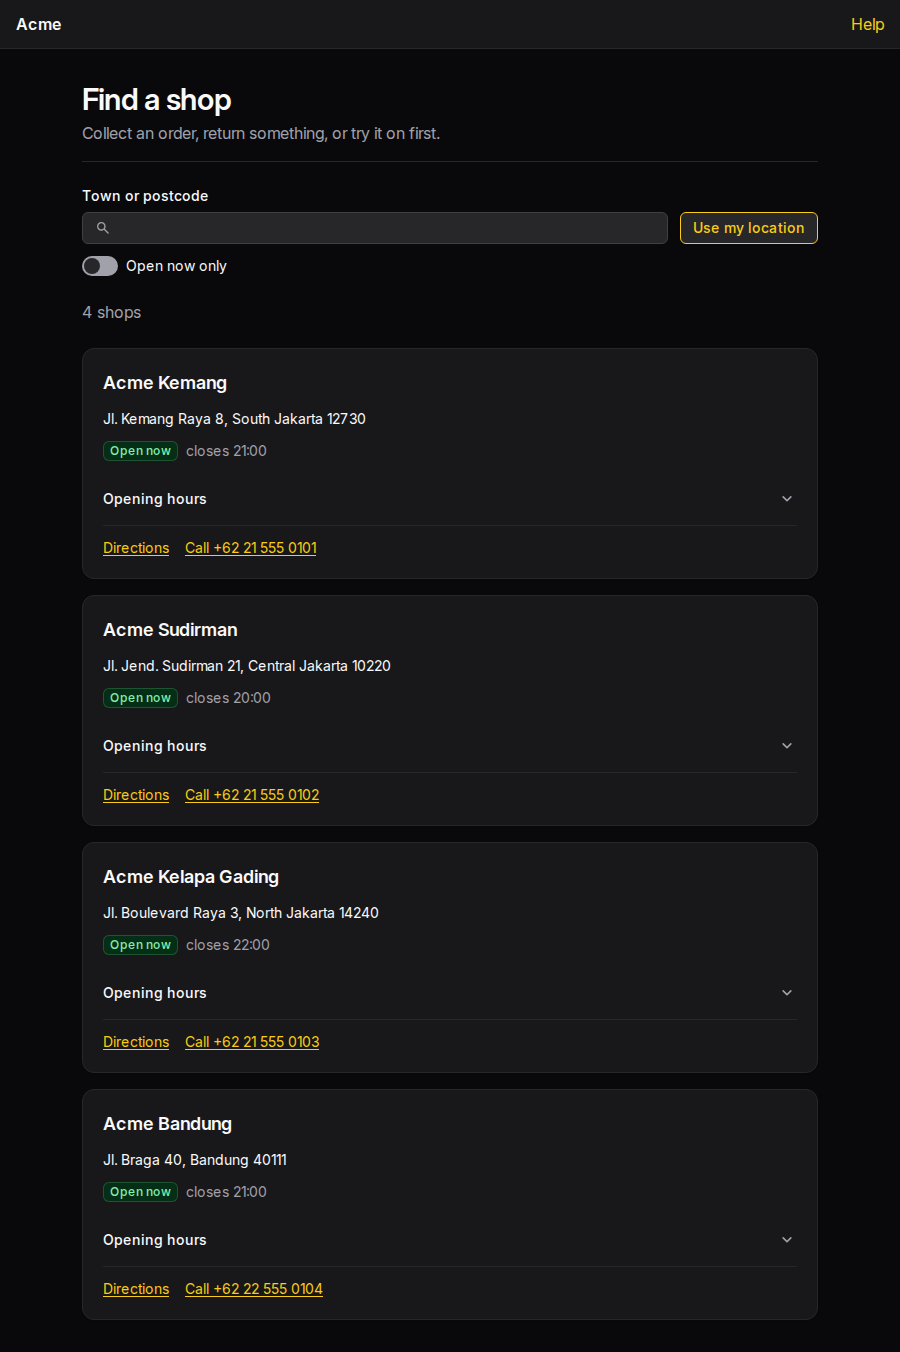 Acme
Help
Find a shop
Collect an order, return something, or try it on first.
Town or postcode
Use my location
Open now only
4 shops
Acme Kemang
Jl. Kemang Raya 8, South Jakarta 12730
Open now closes 21:00
Opening hours
Directions Call +62 21 555 0101
Acme Sudirman
Jl. Jend. Sudirman 21, Central Jakarta 10220
Open now closes 20:00
Opening hours
Directions Call +62 21 555 0102
Acme Kelapa Gading
Jl. Boulevard Raya 3, North Jakarta 14240
Open now closes 22:00
Opening hours
Directions Call +62 21 555 0103
Acme Bandung
Jl. Braga 40, Bandung 40111
Open now closes 21:00
Opening hours
Directions Call +62 22 555 0104